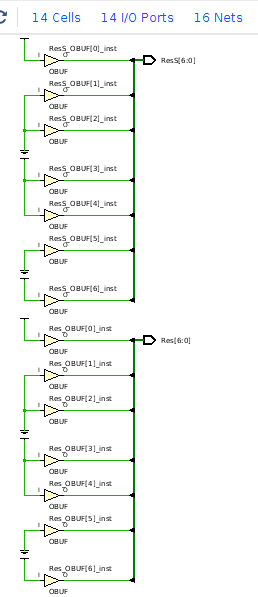 14 Cells 14 I/O Ports 16 Nets
ResS_OBUF[0]_inst
I O
OBUF
ResS[6:0]
ResS_OBUF[1]_inst
I O
OBUF
ResS_OBUF[2]_inst
I O
OBUF
ResS_OBUF[3]_inst
I O
OBUF
ResS_OBUF[4]_inst
I O
OBUF
ResS_OBUF[5]_inst
I O
OBUF
ResS_OBUF[6]_inst
I O
OBUF
Res_OBUF[0]_inst
I O
OBUF
Res[6:0]
Res_OBUF[1]_inst
I O
OBUF
Res_OBUF[2]_inst
I O
OBUF
Res_OBUF[3]_inst
I O
OBUF
Res_OBUF[4]_inst
I O
OBUF
Res_OBUF[5]_inst
I O
OBUF
Res_OBUF[6]_inst
I O
OBUF